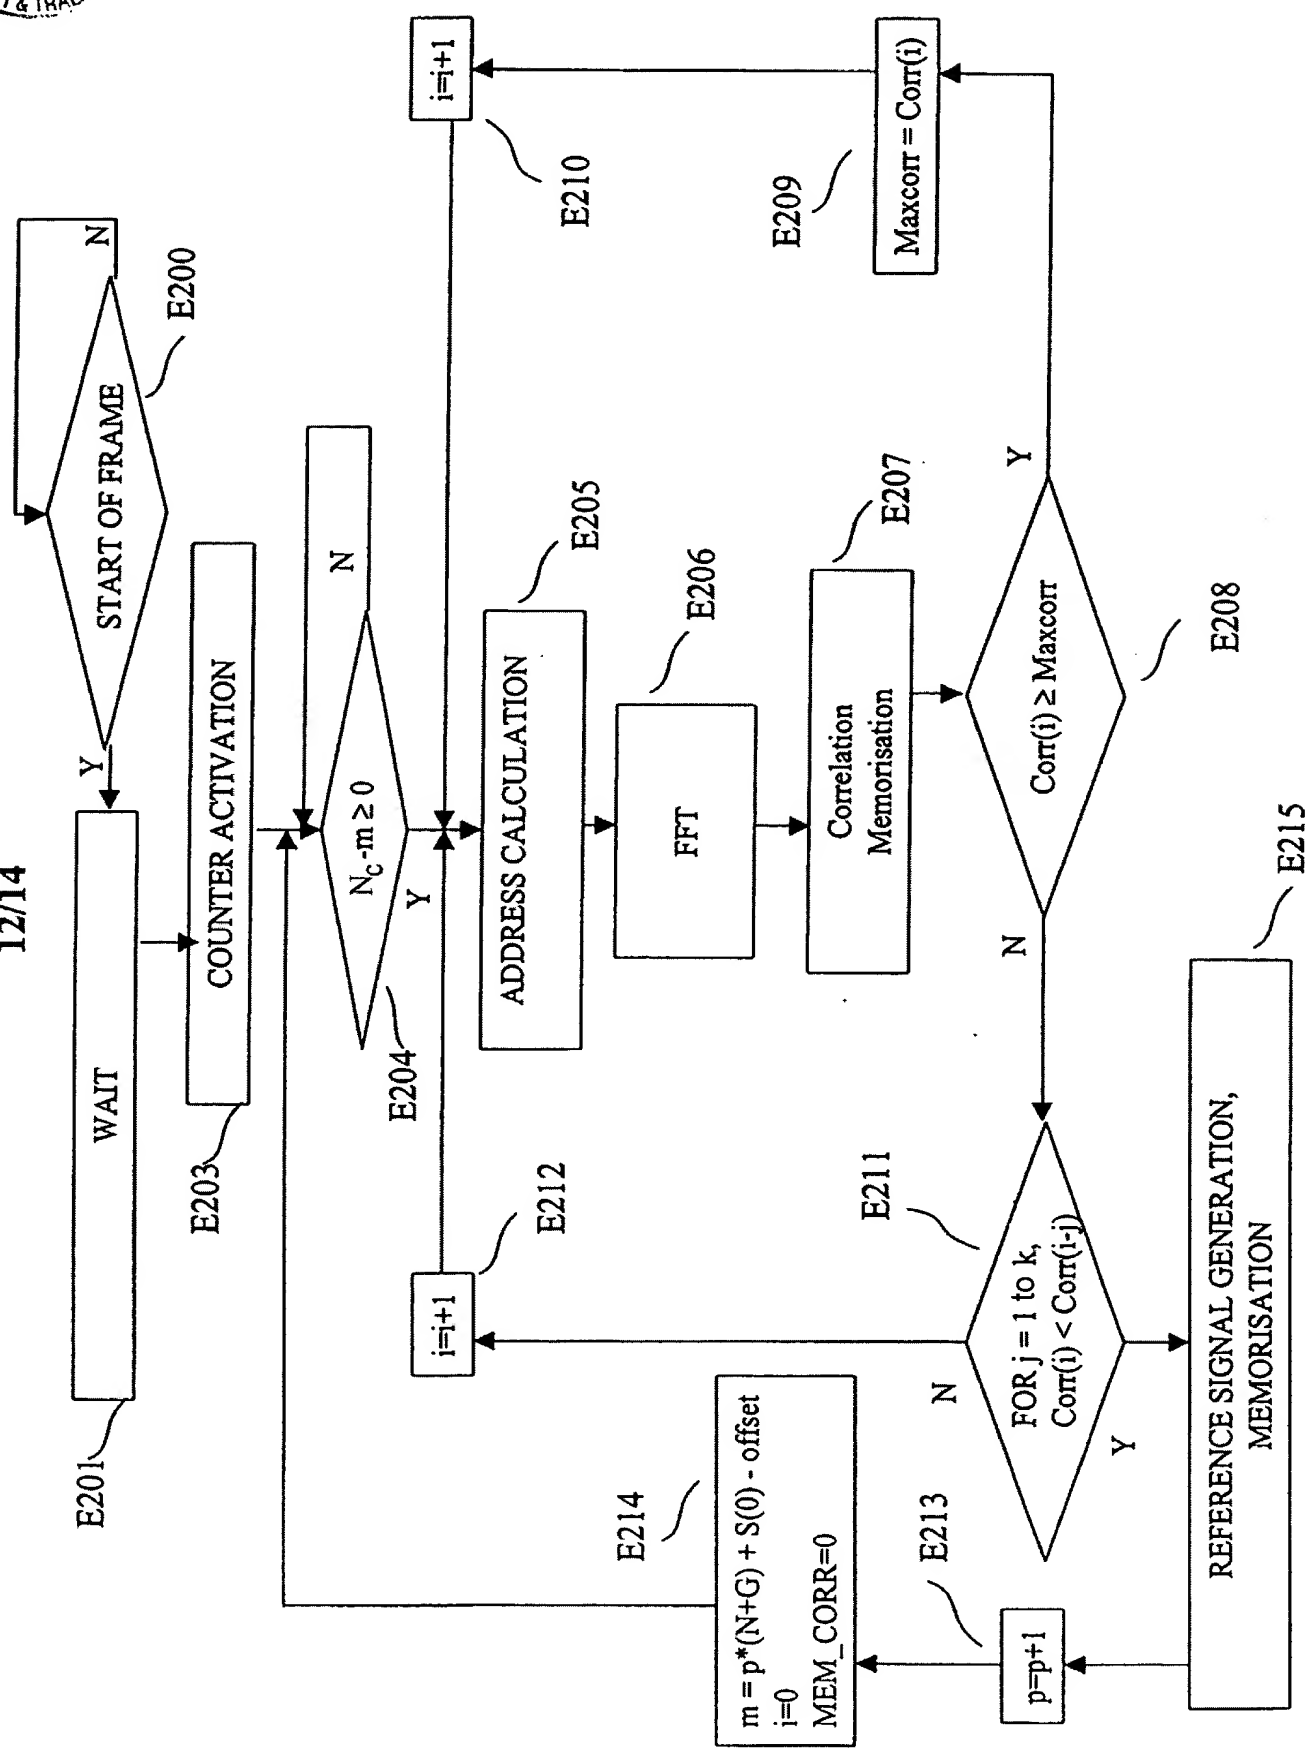 12/14
START OF FRAME
N
Y
E200
WAIT
E201
COUNTER ACTIVATION
E203
N_C-m ≥ 0
N
Y
E204
i=i+1
E210
i=i+1
E212
ADDRESS CALCULATION
E205
FFT
E206
Correlation
Memorisation
E207
Maxcorr = Corr(i)
E209
Corr(i) ≥ Maxcorr
Y
N
E208
FOR j = 1 to k,
Corr(i) < Corr(i-j)
N
Y
E211
m = p*(N+G) + S(0) - offset
i=0
MEM_CORR=0
E214
p=p+1
E213
REFERENCE SIGNAL GENERATION,
MEMORISATION
E215